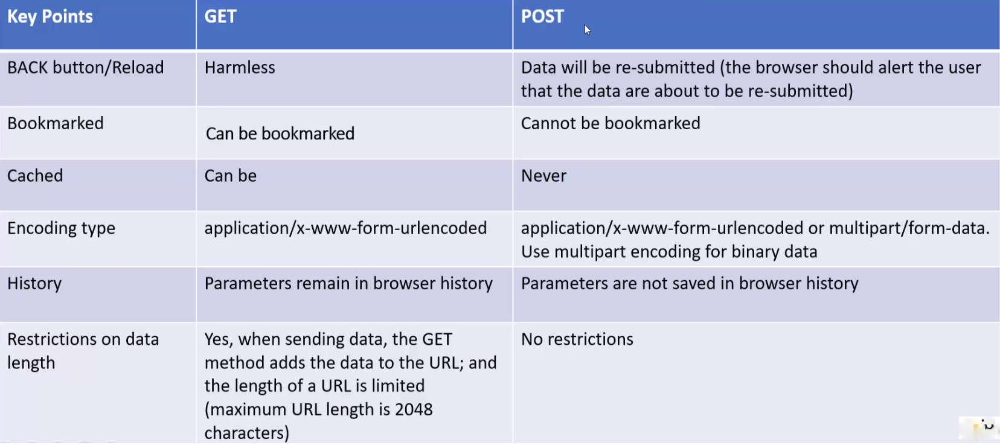 Key Points GET POST
BACK button/Reload Harmless Data will be re-submitted (the browser should alert the user
that the data are about to be re-submitted)
Bookmarked Can be bookmarked Cannot be bookmarked
Cached Can be Never
Encoding type application/x-www-form-urlencoded application/x-www-form-urlencoded or multipart/form-data.
Use multipart encoding for binary data
History Parameters remain in browser history Parameters are not saved in browser history
Restrictions on data
length
Yes, when sending data, the GET
method adds the data to the URL; and
the length of a URL is limited
(maximum URL length is 2048
characters)
No restrictions